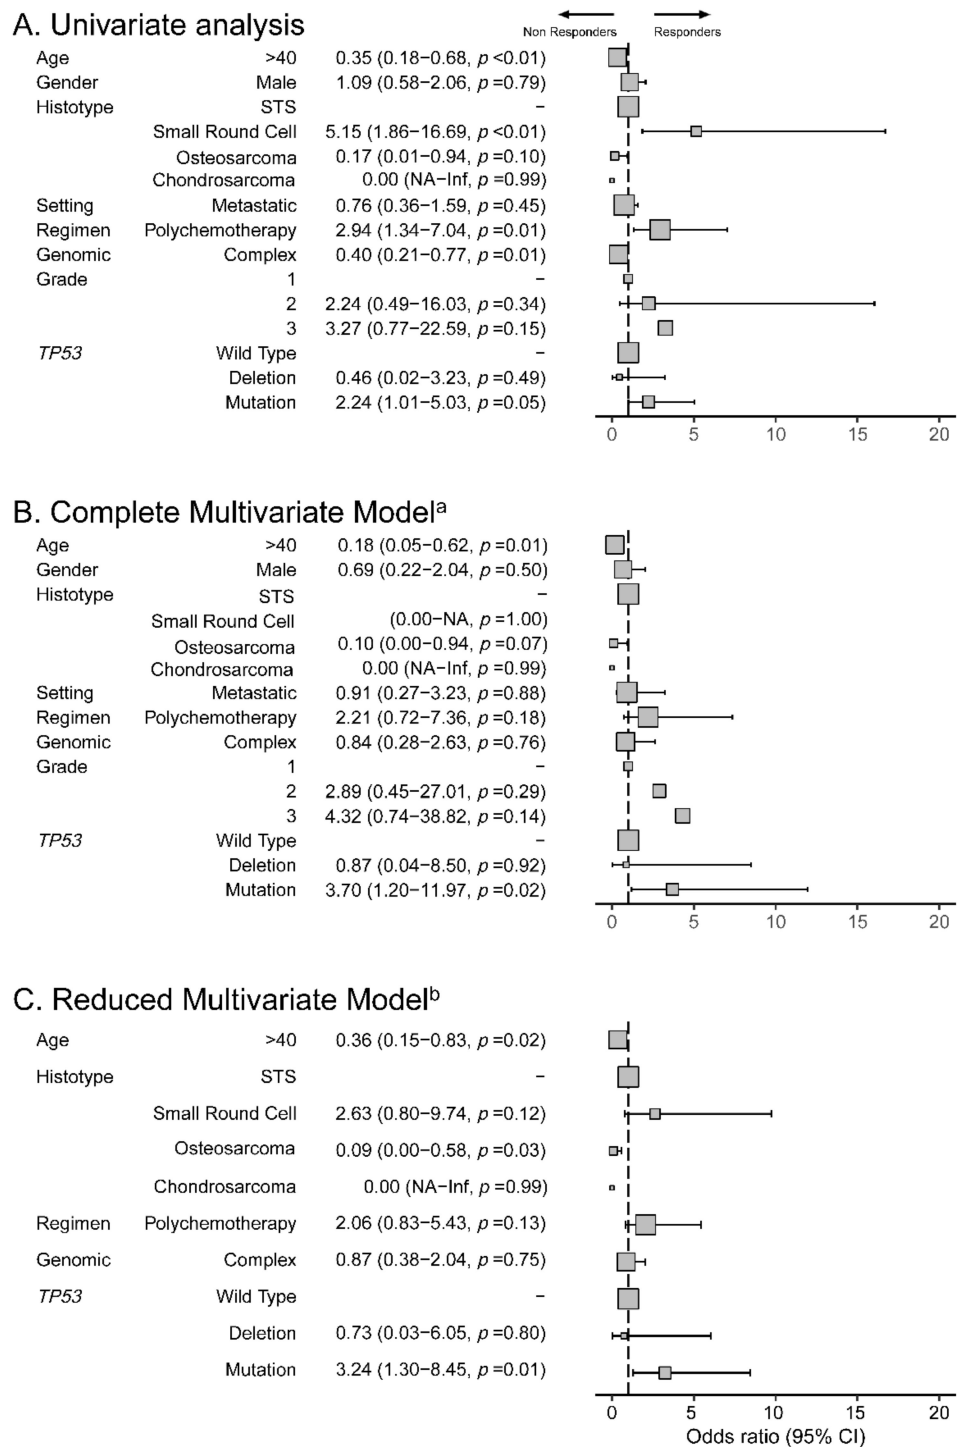 A. Univariate analysis
Non Responders Responders
Age >40 0.35 (0.18−0.68, p <0.01)
Gender Male 1.09 (0.58−2.06, p =0.79)
Histotype STS −
Small Round Cell 5.15 (1.86−16.69, p <0.01)
Osteosarcoma 0.17 (0.01−0.94, p =0.10)
Chondrosarcoma 0.00 (NA−Inf, p =0.99)
Setting Metastatic 0.76 (0.36−1.59, p =0.45)
Regimen Polychemotherapy 2.94 (1.34−7.04, p =0.01)
Genomic Complex 0.40 (0.21−0.77, p =0.01)
Grade 1 −
2 2.24 (0.49−16.03, p =0.34)
3 3.27 (0.77−22.59, p =0.15)
TP53 Wild Type −
Deletion 0.46 (0.02−3.23, p =0.49)
Mutation 2.24 (1.01−5.03, p =0.05)
0 5 10 15 20
B. Complete Multivariate Modelᵃ
Age >40 0.18 (0.05−0.62, p =0.01)
Gender Male 0.69 (0.22−2.04, p =0.50)
Histotype STS −
Small Round Cell (0.00−NA, p =1.00)
Osteosarcoma 0.10 (0.00−0.94, p =0.07)
Chondrosarcoma 0.00 (NA−Inf, p =0.99)
Setting Metastatic 0.91 (0.27−3.23, p =0.88)
Regimen Polychemotherapy 2.21 (0.72−7.36, p =0.18)
Genomic Complex 0.84 (0.28−2.63, p =0.76)
Grade 1 −
2 2.89 (0.45−27.01, p =0.29)
3 4.32 (0.74−38.82, p =0.14)
TP53 Wild Type −
Deletion 0.87 (0.04−8.50, p =0.92)
Mutation 3.70 (1.20−11.97, p =0.02)
0 5 10 15 20
C. Reduced Multivariate Modelᵇ
Age >40 0.36 (0.15−0.83, p =0.02)
Histotype STS −
Small Round Cell 2.63 (0.80−9.74, p =0.12)
Osteosarcoma 0.09 (0.00−0.58, p =0.03)
Chondrosarcoma 0.00 (NA−Inf, p =0.99)
Regimen Polychemotherapy 2.06 (0.83−5.43, p =0.13)
Genomic Complex 0.87 (0.38−2.04, p =0.75)
TP53 Wild Type −
Deletion 0.73 (0.03−6.05, p =0.80)
Mutation 3.24 (1.30−8.45, p =0.01)
0 5 10 15 20
Odds ratio (95% CI)